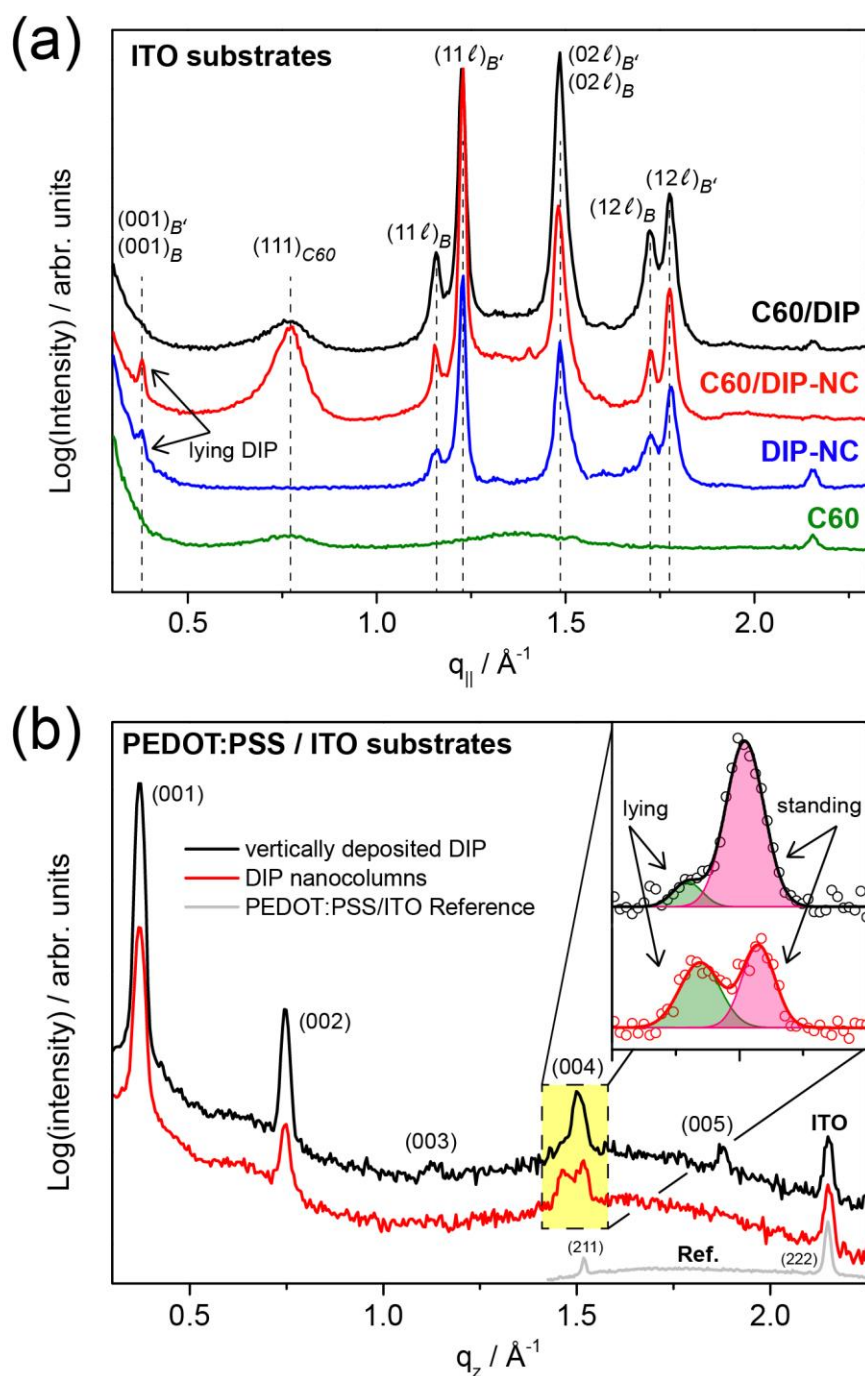 (a)
ITO substrates
(11ℓ)B'
(02ℓ)B'
(02ℓ)B
(12ℓ)B'
(12ℓ)B
(11ℓ)B
(001)B'
(001)B
(111)C60
C60/DIP
C60/DIP-NC
lying DIP
DIP-NC
C60
Log(Intensity) / arbr. units
0.5 1.0 1.5 2.0
q|| / Å-1
(b)
PEDOT:PSS / ITO substrates
(001)
vertically deposited DIP
DIP nanocolumns
PEDOT:PSS/ITO Reference
lying
standing
(002)
(003)
(004)
(005)
ITO
(211)
Ref.
(222)
Log(intensity) / arbr. units
0.5 1.0 1.5 2.0
qz / Å-1